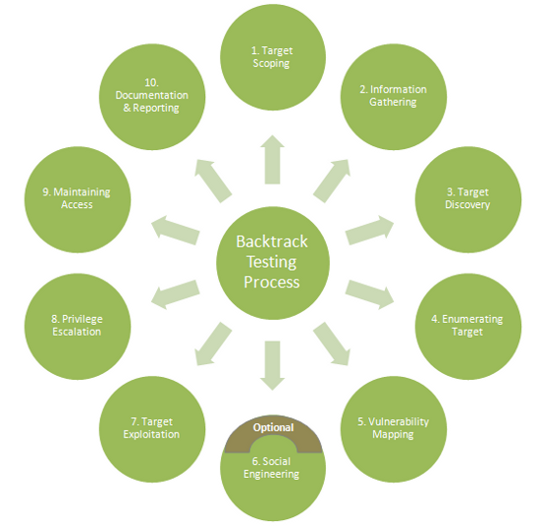 1. Target
Scoping
2. Information
Gathering
3. Target
Discovery
4. Enumerating
Target
5. Vulnerability
Mapping
Optional
6. Social
Engineering
7. Target
Exploitation
8. Privilege
Escalation
9. Maintaining
Access
10.
Documentation
& Reporting
Backtrack
Testing
Process